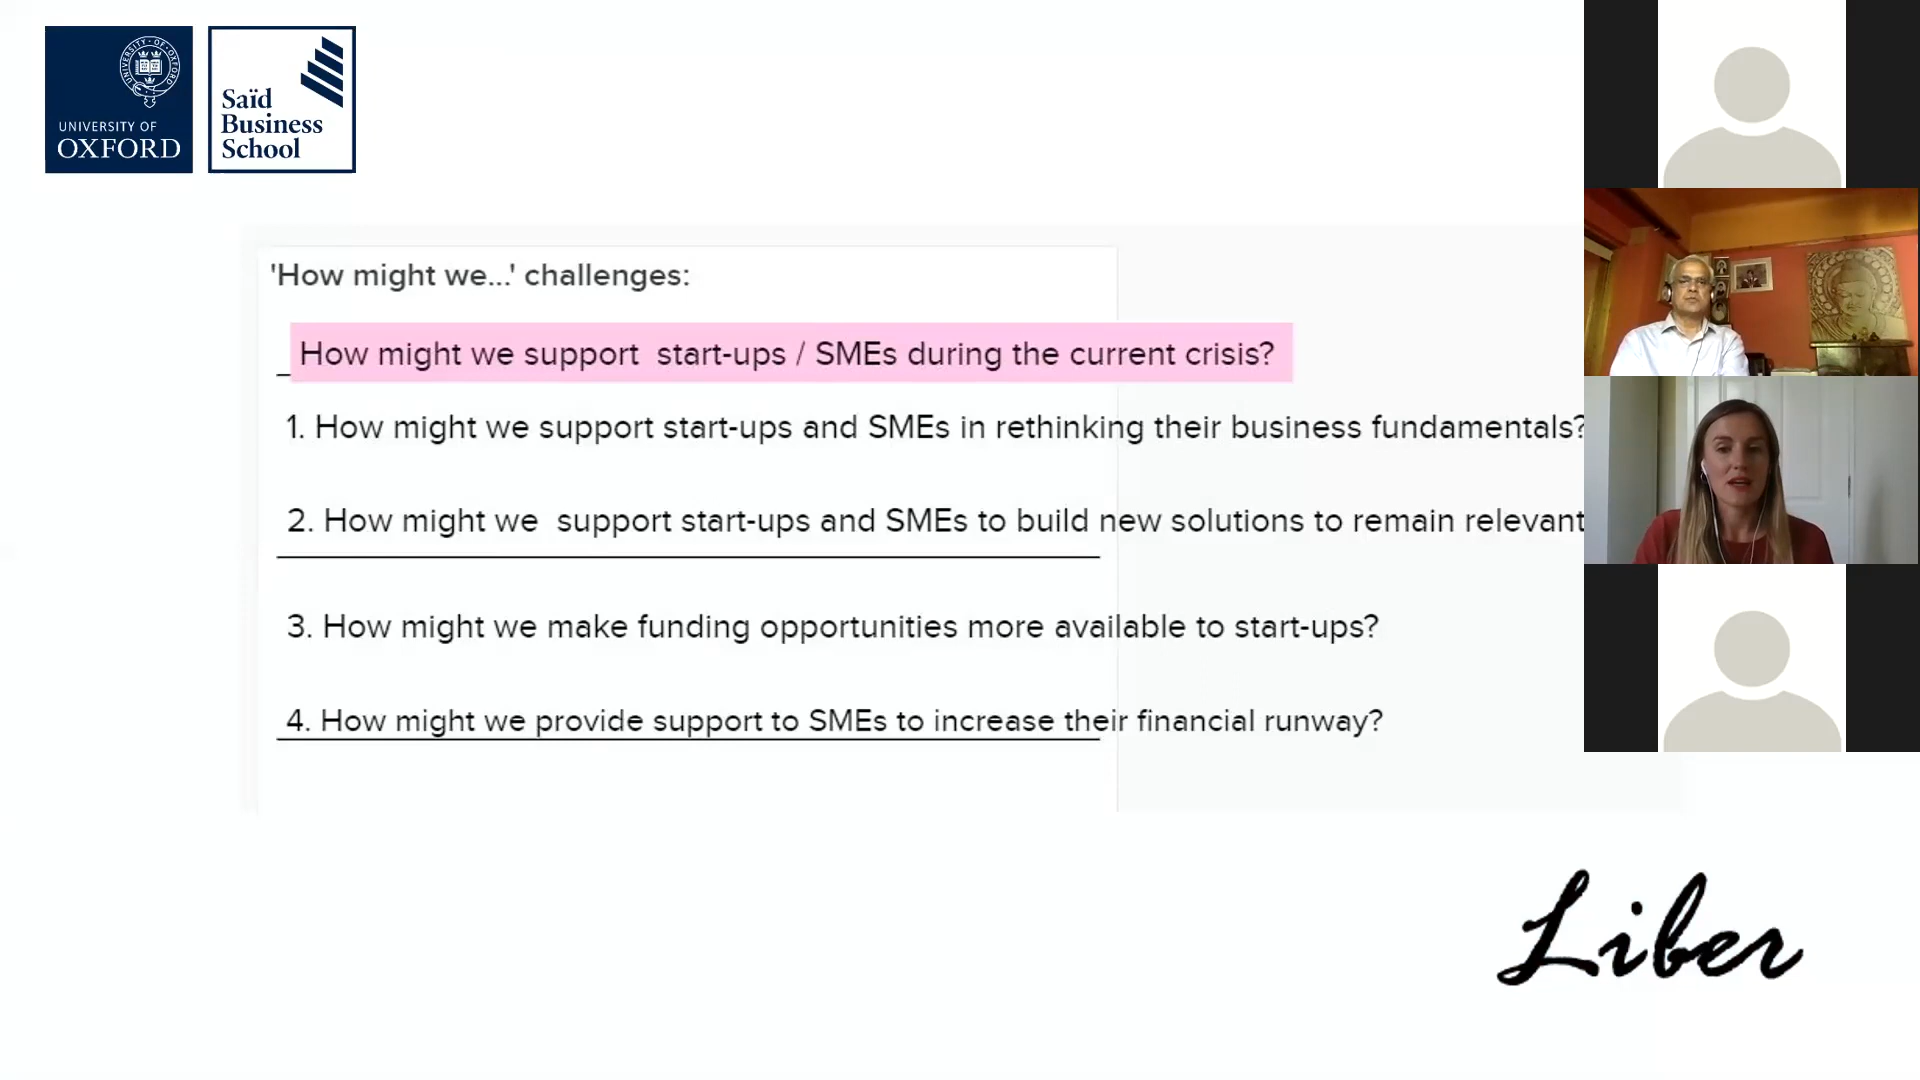 UNIVERSITY OF
OXFORD
Saïd
Business
School
'How might we...' challenges:
How might we support start-ups / SMEs during the current crisis?
1. How might we support start-ups and SMEs in rethinking their business fundamentals?
2. How might we support start-ups and SMEs to build new solutions to remain relevant
3. How might we make funding opportunities more available to start-ups?
4. How might we provide support to SMEs to increase their financial runway?
Liber